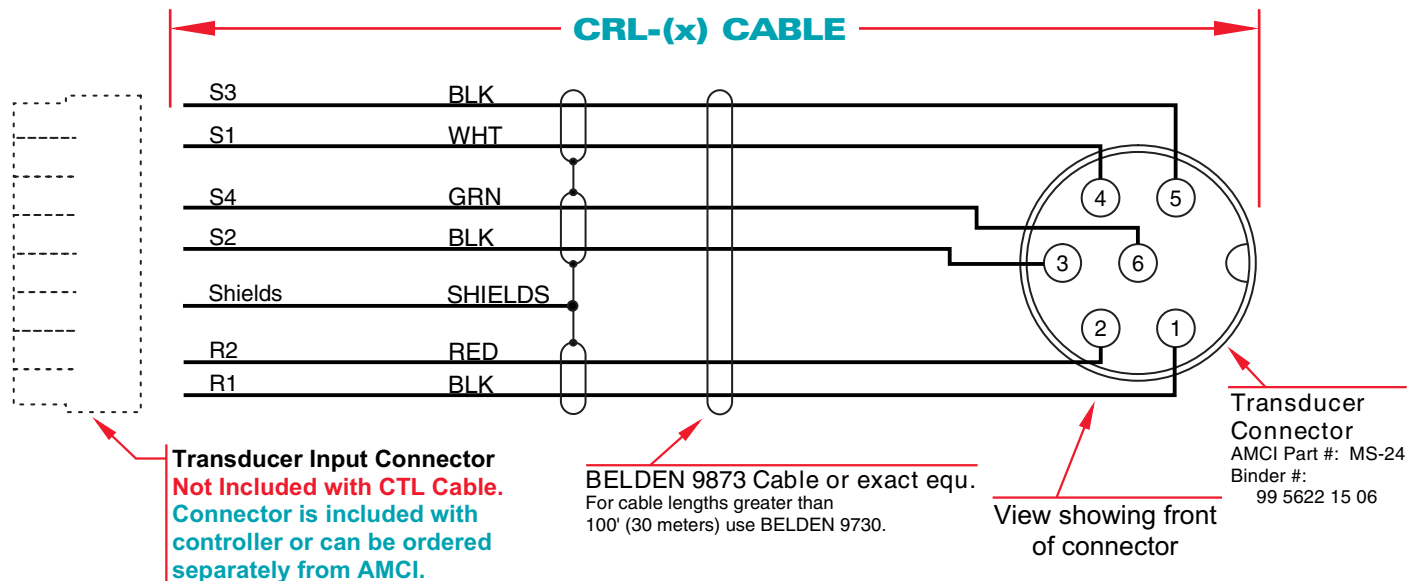 CRL-(x) CABLE
S3 BLK
S1 WHT
S4 GRN
S2 BLK
Shields SHIELDS
R2 RED
R1 BLK
4 5
3 6
2 1
Transducer Input Connector
Not Included with CTL Cable.
Connector is included with
controller or can be ordered
separately from AMCI.
BELDEN 9873 Cable or exact equ.
For cable lengths greater than
100' (30 meters) use BELDEN 9730.
View showing front
of connector
Transducer
Connector
AMCI Part #: MS-24
Binder #:
99 5622 15 06